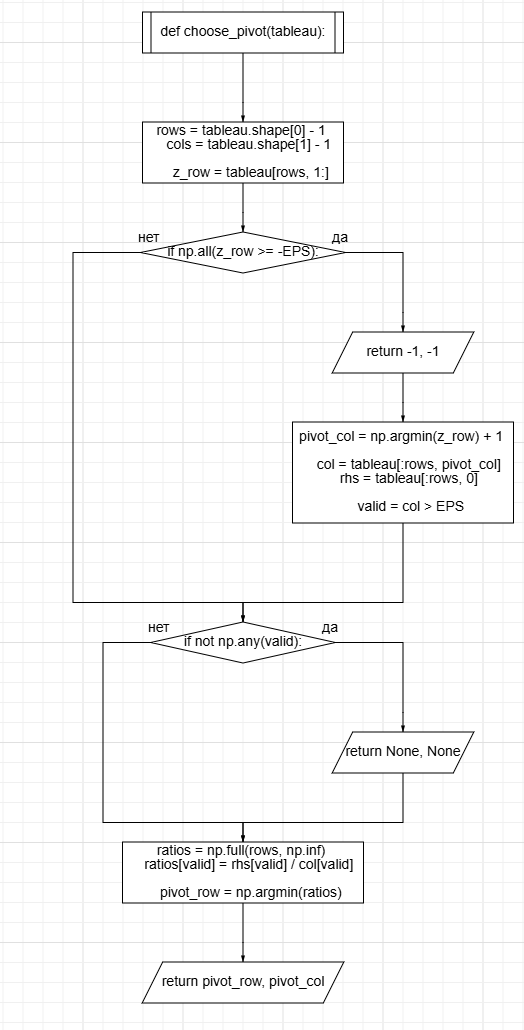 def choose_pivot(tableau):
rows = tableau.shape[0] - 1
cols = tableau.shape[1] - 1
z_row = tableau[rows, 1:]
нет
да
if np.all(z_row >= -EPS):
return -1, -1
pivot_col = np.argmin(z_row) + 1
col = tableau[:rows, pivot_col]
rhs = tableau[:rows, 0]
valid = col > EPS
нет
да
if not np.any(valid):
return None, None
ratios = np.full(rows, np.inf)
ratios[valid] = rhs[valid] / col[valid]
pivot_row = np.argmin(ratios)
return pivot_row, pivot_col